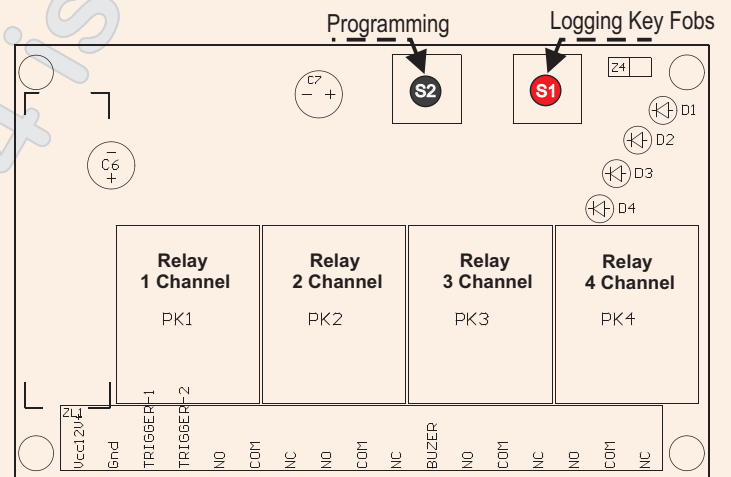 Programming
Logging Key Fobs
S2
S1
Z4
C7
- +
D1
D2
D3
D4
-
C6
+
Relay
1 Channel
PK1
Relay
2 Channel
PK2
Relay
3 Channel
PK3
Relay
4 Channel
PK4
ZL1
Vcc12V+
Gnd
TRIGGER-1
TRIGGER-2
NO
COM
NC
NO
COM
NC
BUZER
NO
COM
NC
NO
COM
NC
4is